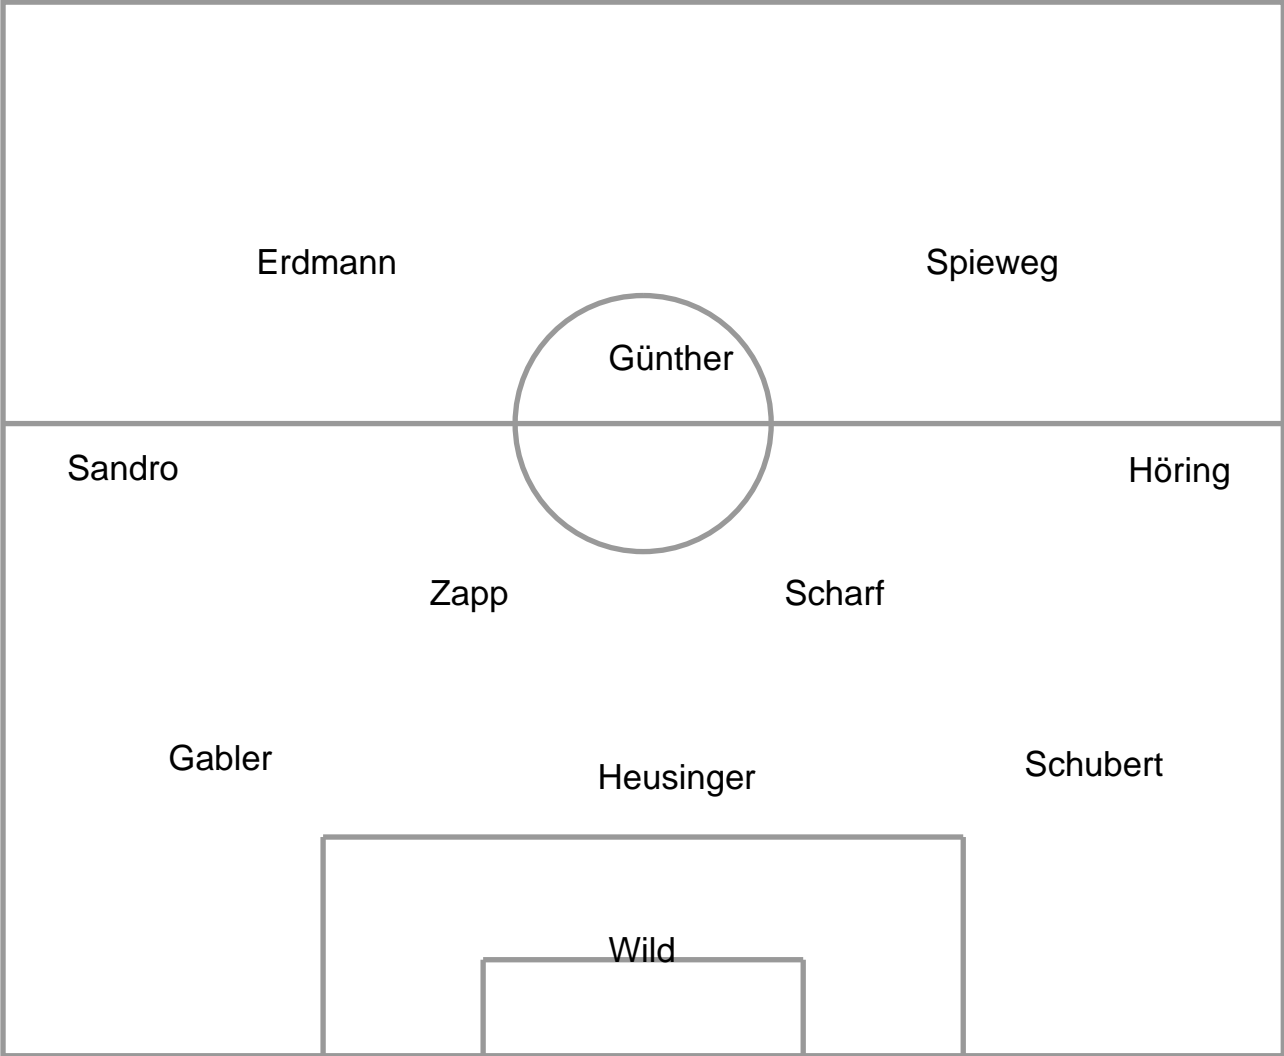 Erdmann
Spieweg
Günther
Sandro
Höring
Zapp
Scharf
Gabler
Heusinger
Schubert
Wild